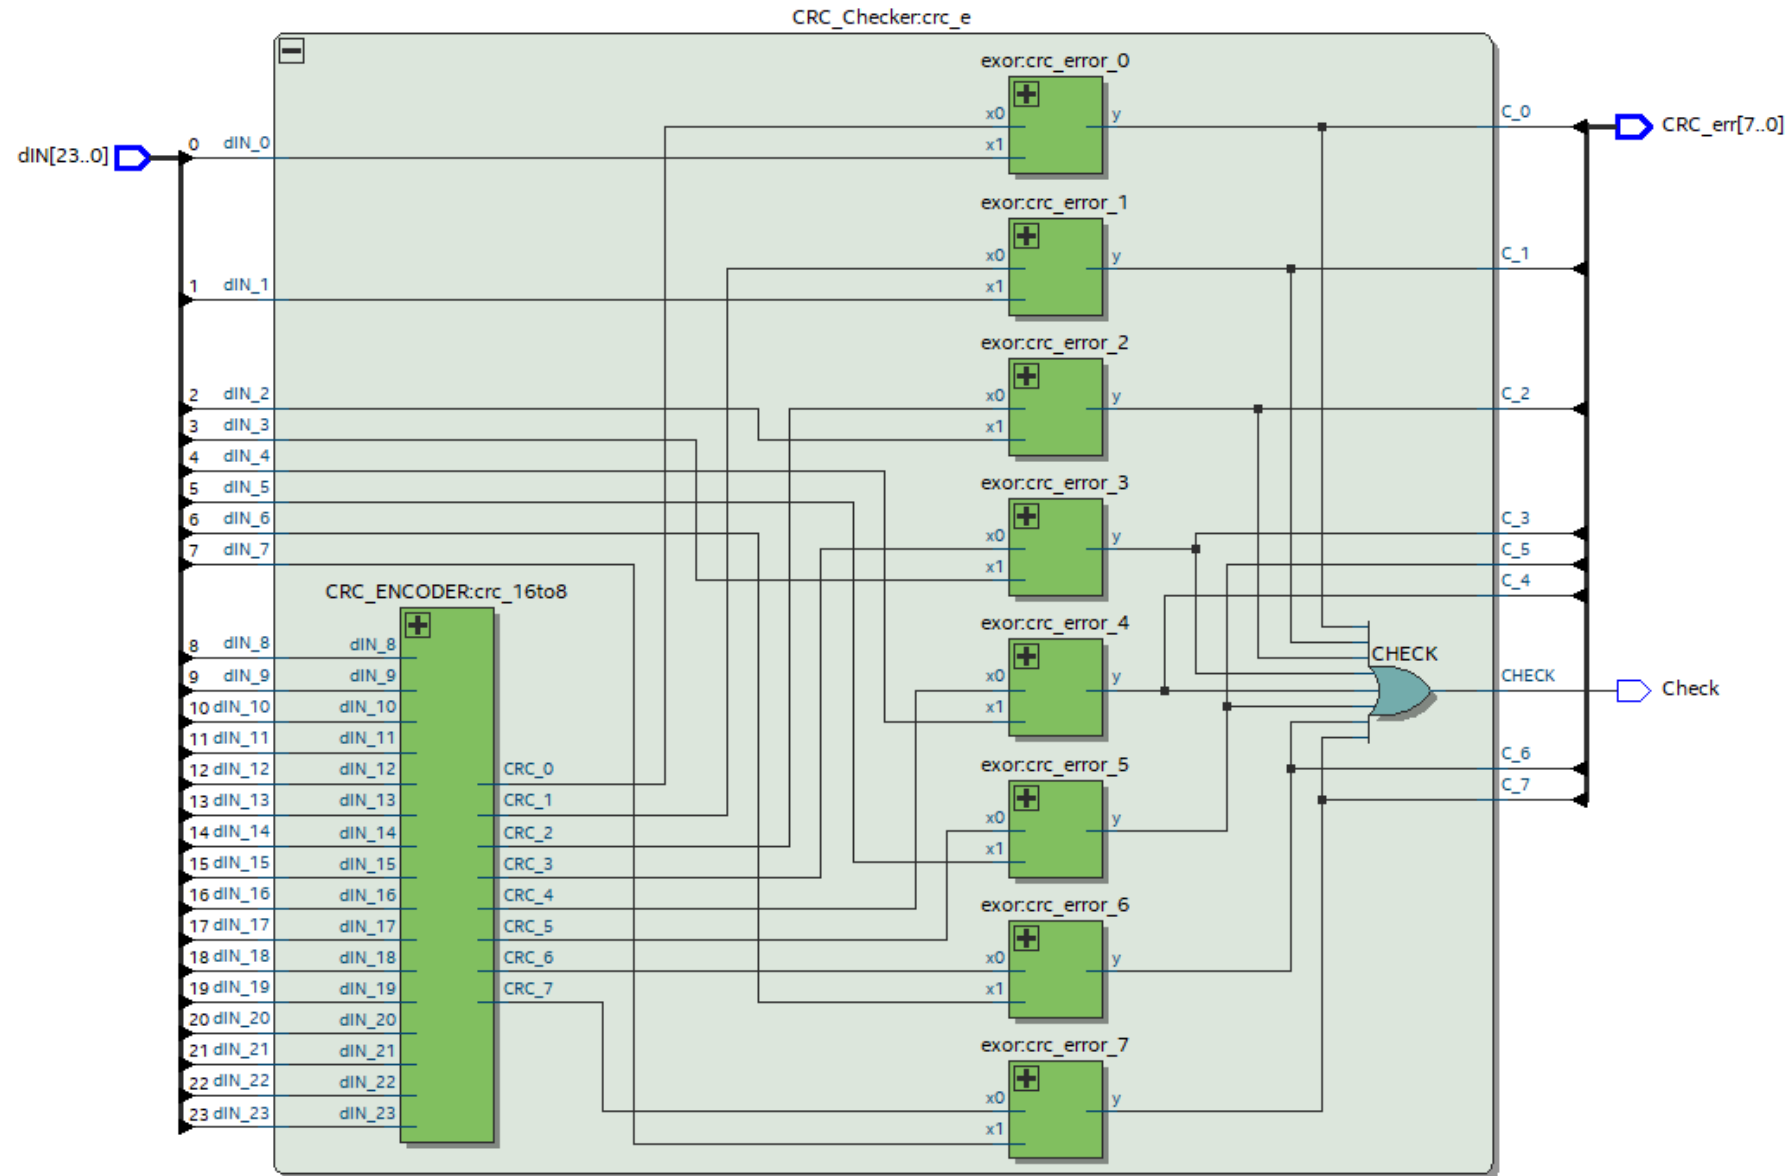 CRC_Checker:crc_e
exor:crc_error_0
x0 y C_0
dIN[23..0] 0 dIN_0 x1 CRC_err[7..0]
exor:crc_error_1
x0 y C_1
1 dIN_1 x1
exor:crc_error_2
2 dIN_2 x0 y C_2
3 dIN_3 x1
4 dIN_4
5 dIN_5 exor:crc_error_3
6 dIN_6 x0 y C_3
7 dIN_7 x1 C_5
C_4
CRC_ENCODER:crc_16to8
exor:crc_error_4
8 dIN_8 dIN_8 CHECK
9 dIN_9 dIN_9 x0 y CHECK Check
10 dIN_10 dIN_10 x1
11 dIN_11 dIN_11
12 dIN_12 dIN_12 CRC_0 exor:crc_error_5 C_6
13 dIN_13 dIN_13 CRC_1 x0 y C_7
14 dIN_14 dIN_14 CRC_2 x1
15 dIN_15 dIN_15 CRC_3
16 dIN_16 dIN_16 CRC_4 exor:crc_error_6
17 dIN_17 dIN_17 CRC_5
18 dIN_18 dIN_18 CRC_6 x0 y
19 dIN_19 dIN_19 CRC_7 x1
20 dIN_20 dIN_20
21 dIN_21 dIN_21 exor:crc_error_7
22 dIN_22 dIN_22 x0 y
23 dIN_23 dIN_23 x1